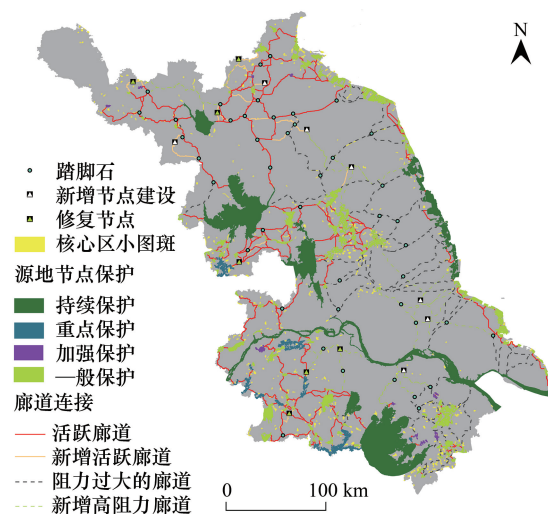 N
踏脚石
新增节点建设
修复节点
核心区小图斑
源地节点保护
持续保护
重点保护
加强保护
一般保护
廊道连接
活跃廊道
新增活跃廊道
阻力过大的廊道
新增高阻力廊道
0 100 km